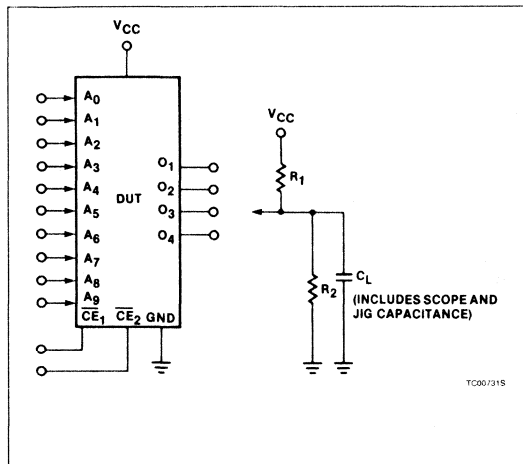 VCC
A0
A1
A2
A3
A4
A5
A6
A7
A8
A9
DUT
O1
O2
O3
O4
CE1
CE2
GND
VCC
R1
R2
CL
(INCLUDES SCOPE AND
JIG CAPACITANCE)
TC00731S